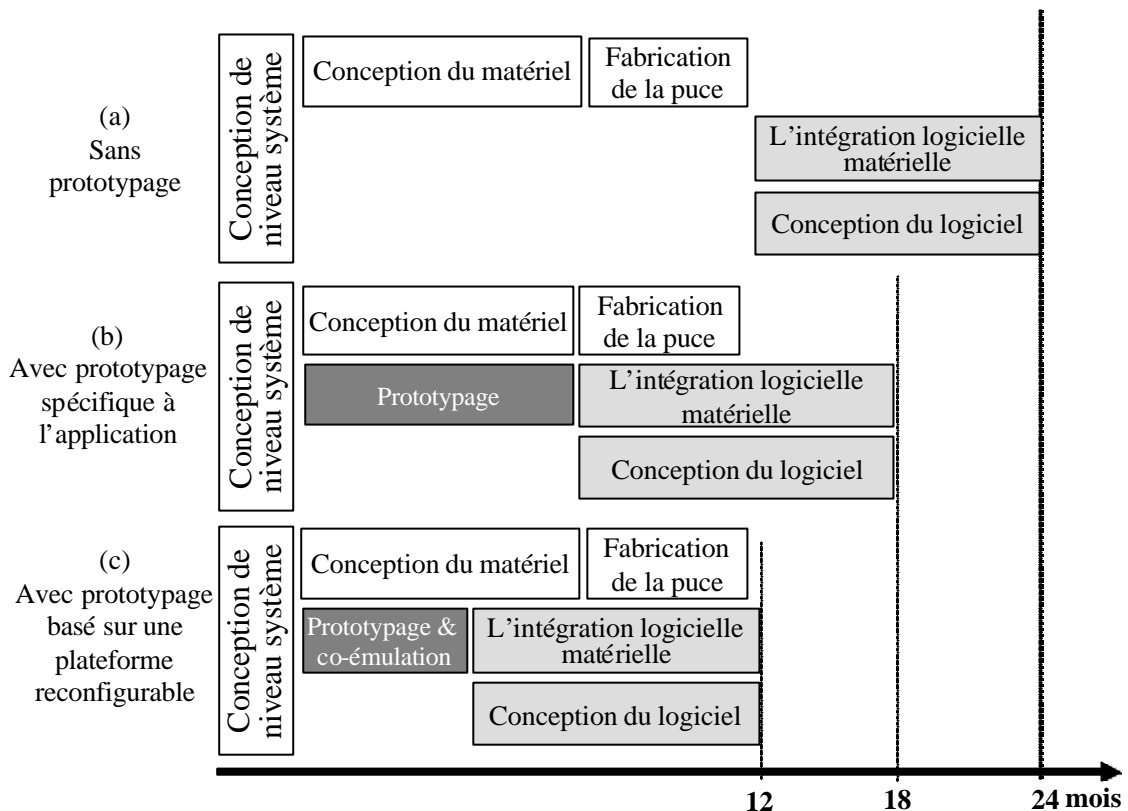 (a)
Sans
prototypage
Conception de
niveau système
Conception du matériel
Fabrication
de la puce
L'intégration logicielle
matérielle
Conception du logiciel
(b)
Avec prototypage
spécifique à
l'application
Conception de
niveau système
Conception du matériel
Fabrication
de la puce
Prototypage
L'intégration logicielle
matérielle
Conception du logiciel
(c)
Avec prototypage
basé sur une
plateforme
reconfigurable
Conception de
niveau système
Conception du matériel
Fabrication
de la puce
Prototypage &
co-émulation
L'intégration logicielle
matérielle
Conception du logiciel
12 18 24 mois